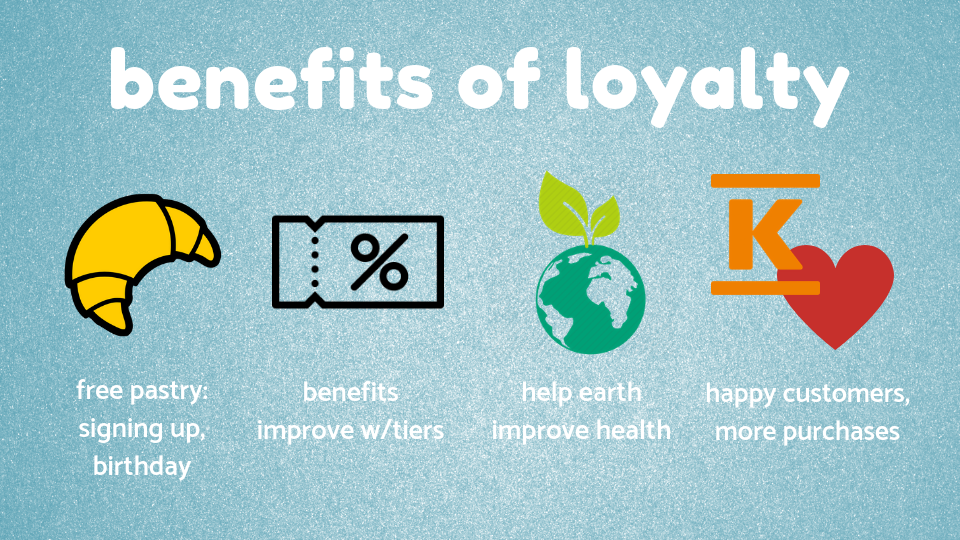 benefits of loyalty
%
K
free pastry:
signing up,
birthday
benefits
improve w/tiers
help earth
improve health
happy customers,
more purchases